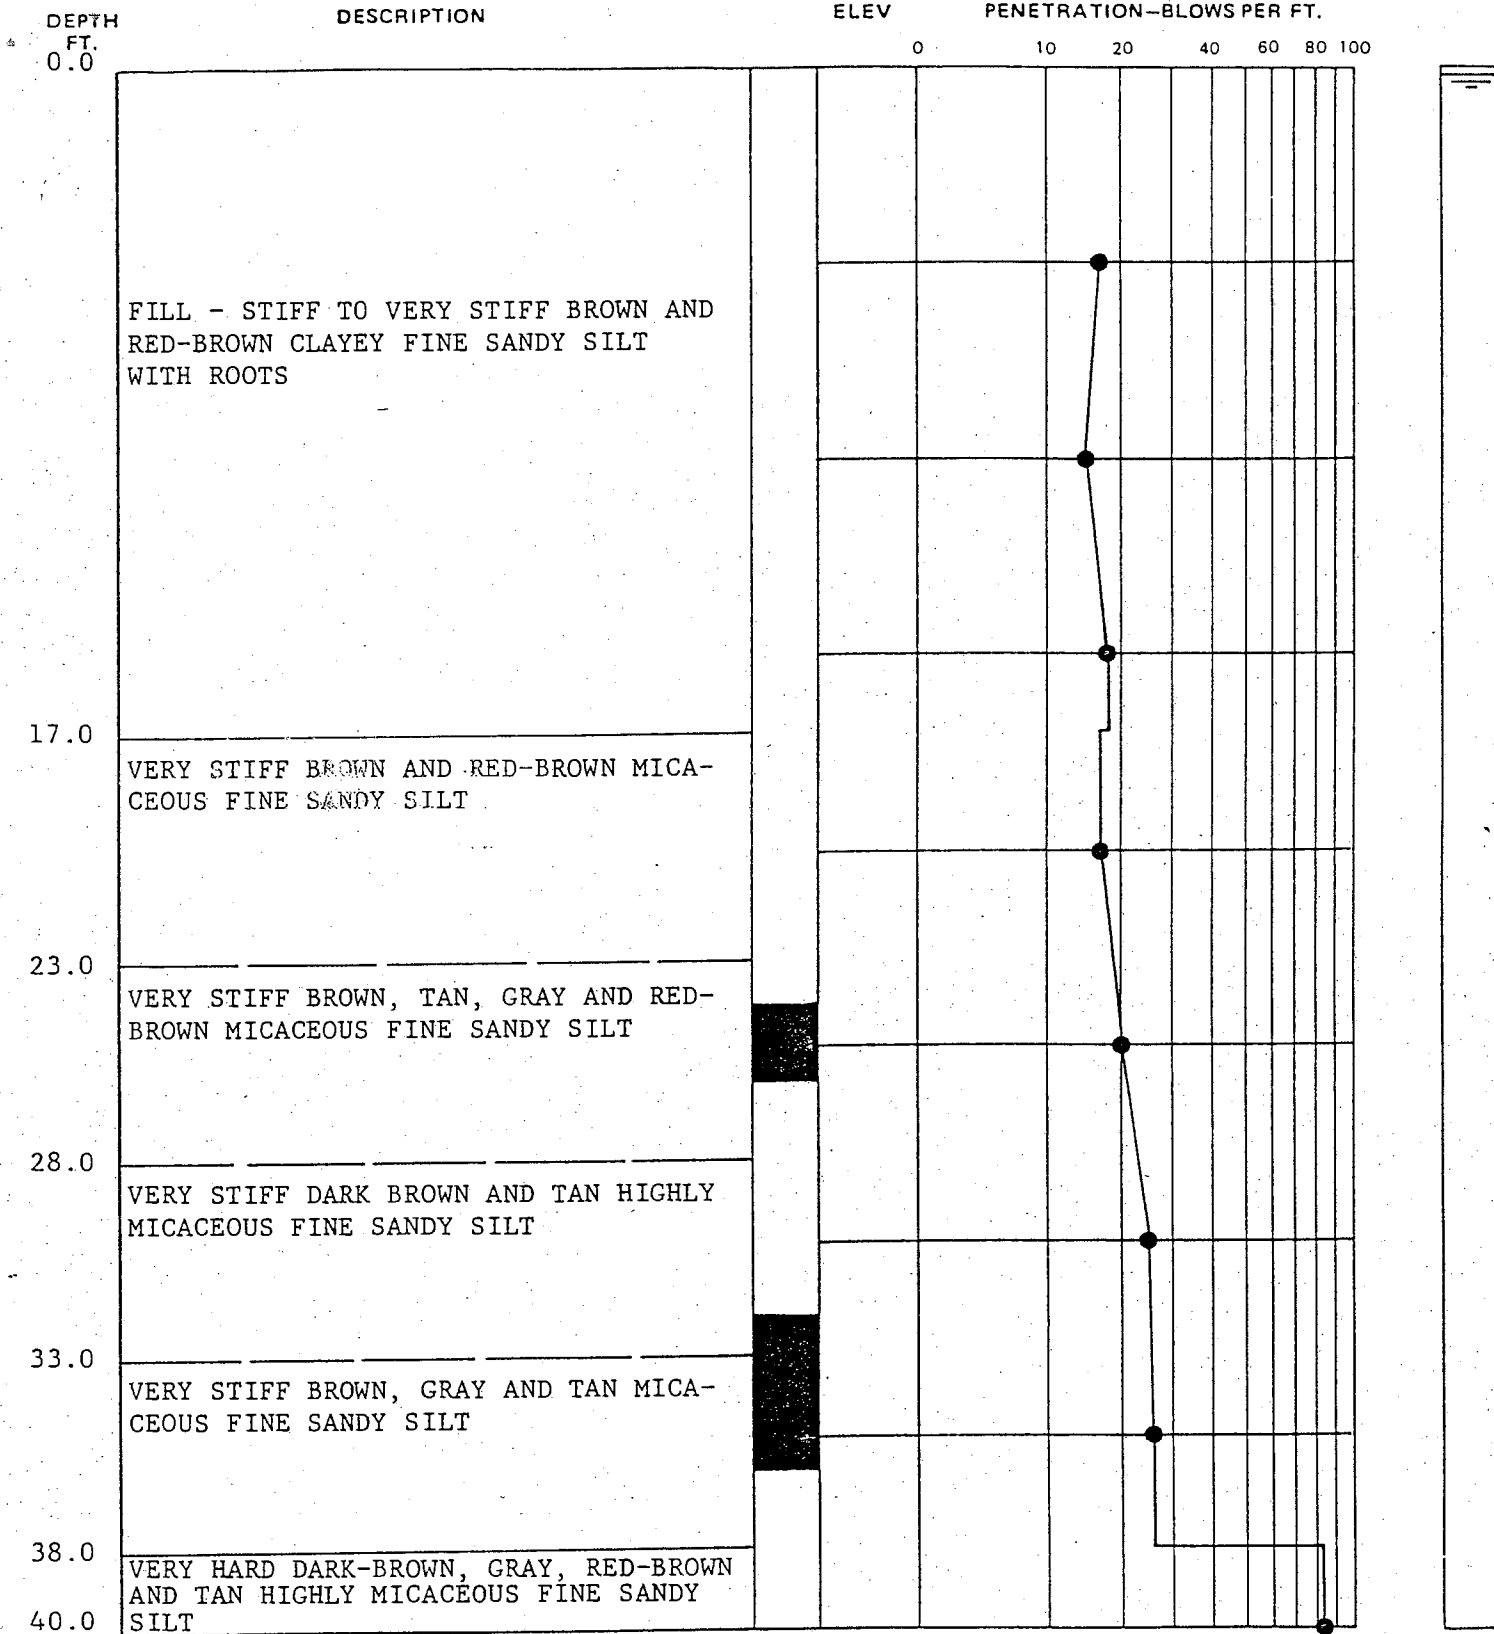 DEPTH FT.
DESCRIPTION
ELEV
PENETRATION—BLOWS PER FT.
0 10 20 40 60 80 100
0.0
FILL - STIFF TO VERY STIFF BROWN AND
RED-BROWN CLAYEY FINE SANDY SILT
WITH ROOTS
17.0
VERY STIFF BROWN AND RED-BROWN MICA-
CEOUS FINE SANDY SILT
23.0
VERY STIFF BROWN, TAN, GRAY AND RED-
BROWN MICACEOUS FINE SANDY SILT
28.0
VERY STIFF DARK BROWN AND TAN HIGHLY
MICACEOUS FINE SANDY SILT
33.0
VERY STIFF BROWN, GRAY AND TAN MICA-
CEOUS FINE SANDY SILT
38.0
VERY HARD DARK-BROWN, GRAY, RED-BROWN
AND TAN HIGHLY MICACEOUS FINE SANDY
SILT
40.0